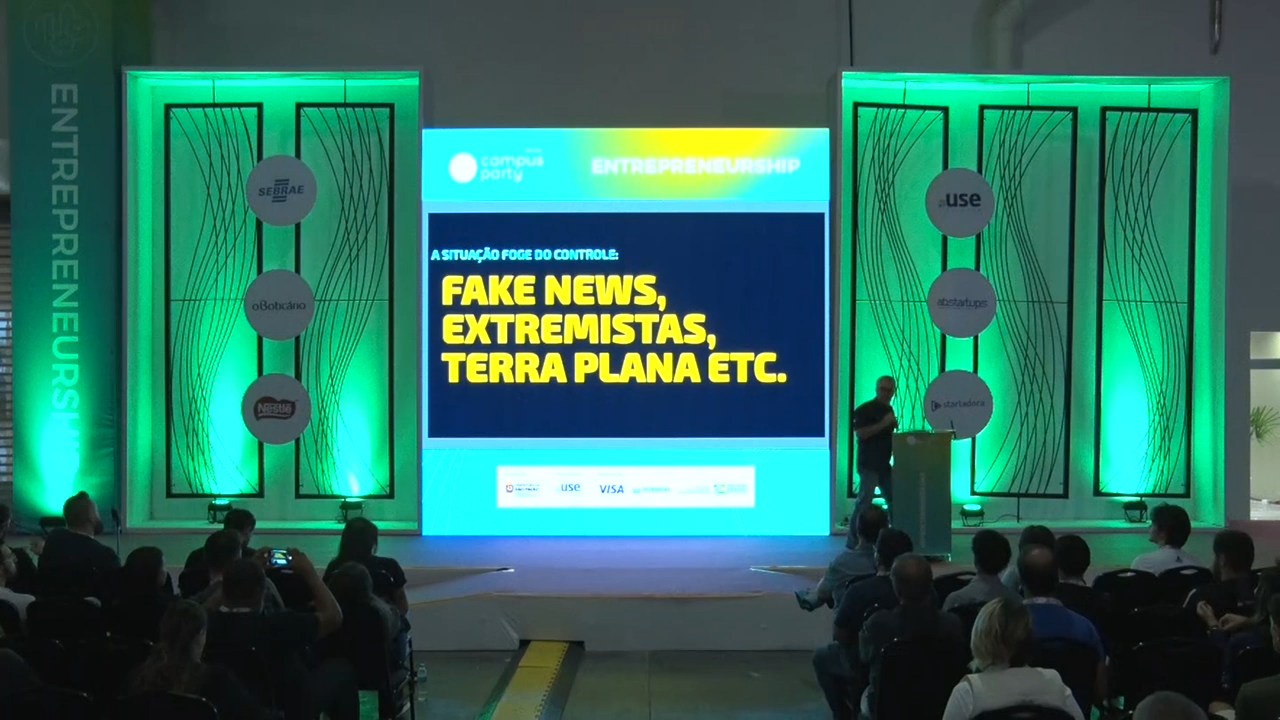 ENTREPRENEURSHIP
SEBRAE
oBoticário
Nestlé
campus
party
ENTREPRENEURSHIP
A SITUAÇÃO FOGE DO CONTROLE:
FAKE NEWS,
EXTREMISTAS,
TERRA PLANA ETC.
use
VISA
use
abstartups
startadora